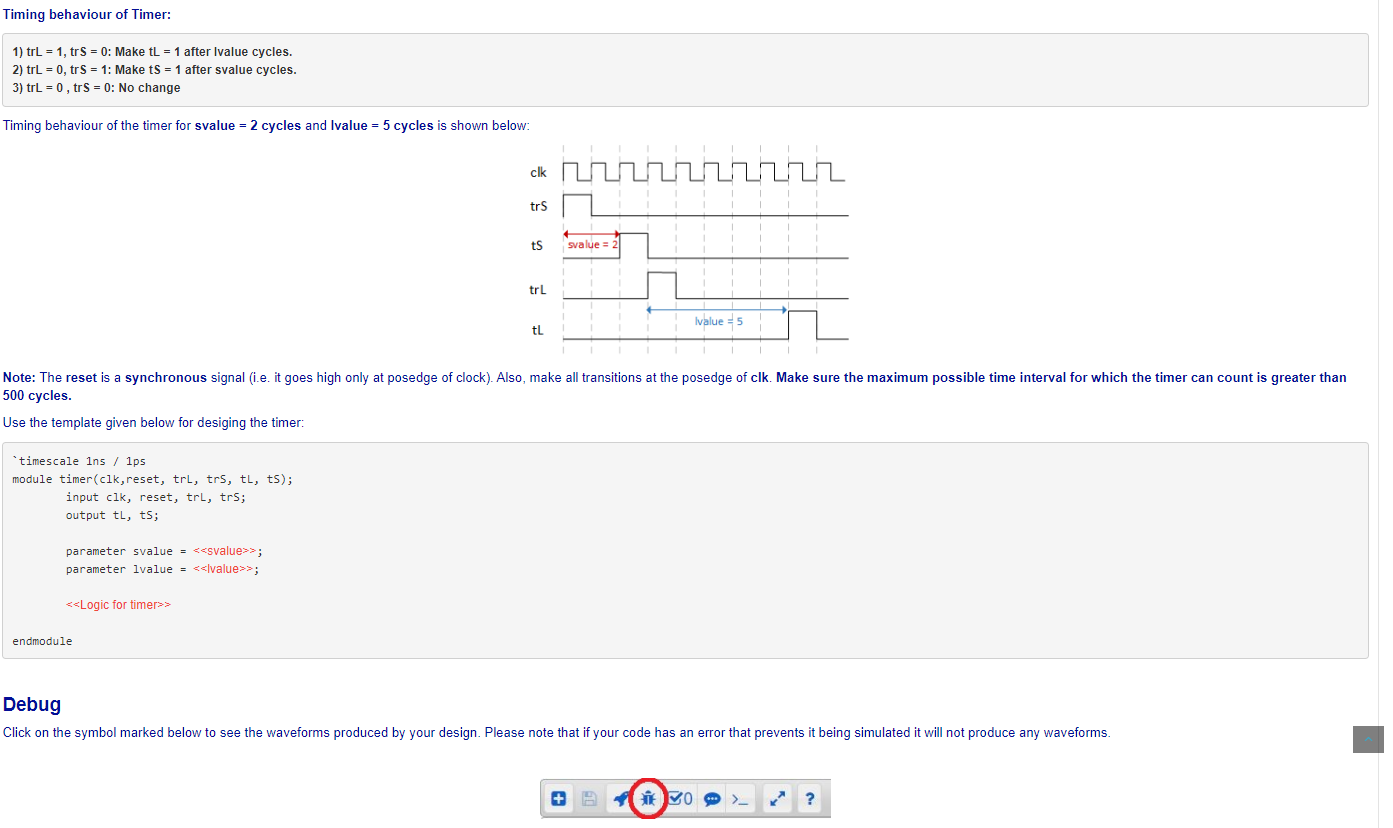 Timing behaviour of Timer:
1) trL = 1, trS = 0: Make tL = 1 after lvalue cycles.
2) trL = 0, trS = 1: Make tS = 1 after svalue cycles.
3) trL = 0 , trS = 0: No change
Timing behaviour of the timer for svalue = 2 cycles and lvalue = 5 cycles is shown below:
clk
trS
tS
svalue = 2
trL
lvalue = 5
tL
Note: The reset is a synchronous signal (i.e. it goes high only at posedge of clock). Also, make all transitions at the posedge of clk. Make sure the maximum possible time interval for which the timer can count is greater than
500 cycles.
Use the template given below for desiging the timer:
`timescale 1ns / 1ps
module timer(clk,reset, trL, trS, tL, tS);
input clk, reset, trL, trS;
output tL, tS;
parameter svalue = <<svalue>>;
parameter lvalue = <<lvalue>>;
<<Logic for timer>>
endmodule
Debug
Click on the symbol marked below to see the waveforms produced by your design. Please note that if your code has an error that prevents it being simulated it will not produce any waveforms.
0 >_ ?